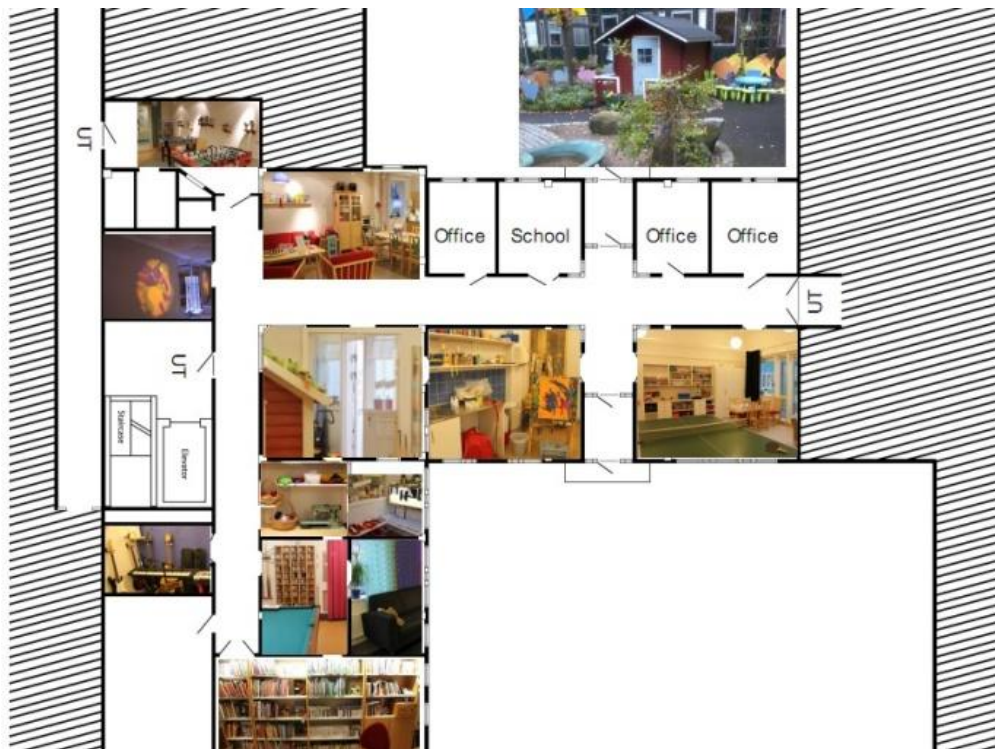 UT
Office
School
Office
Office
UT
UT
Staircase
Elevator